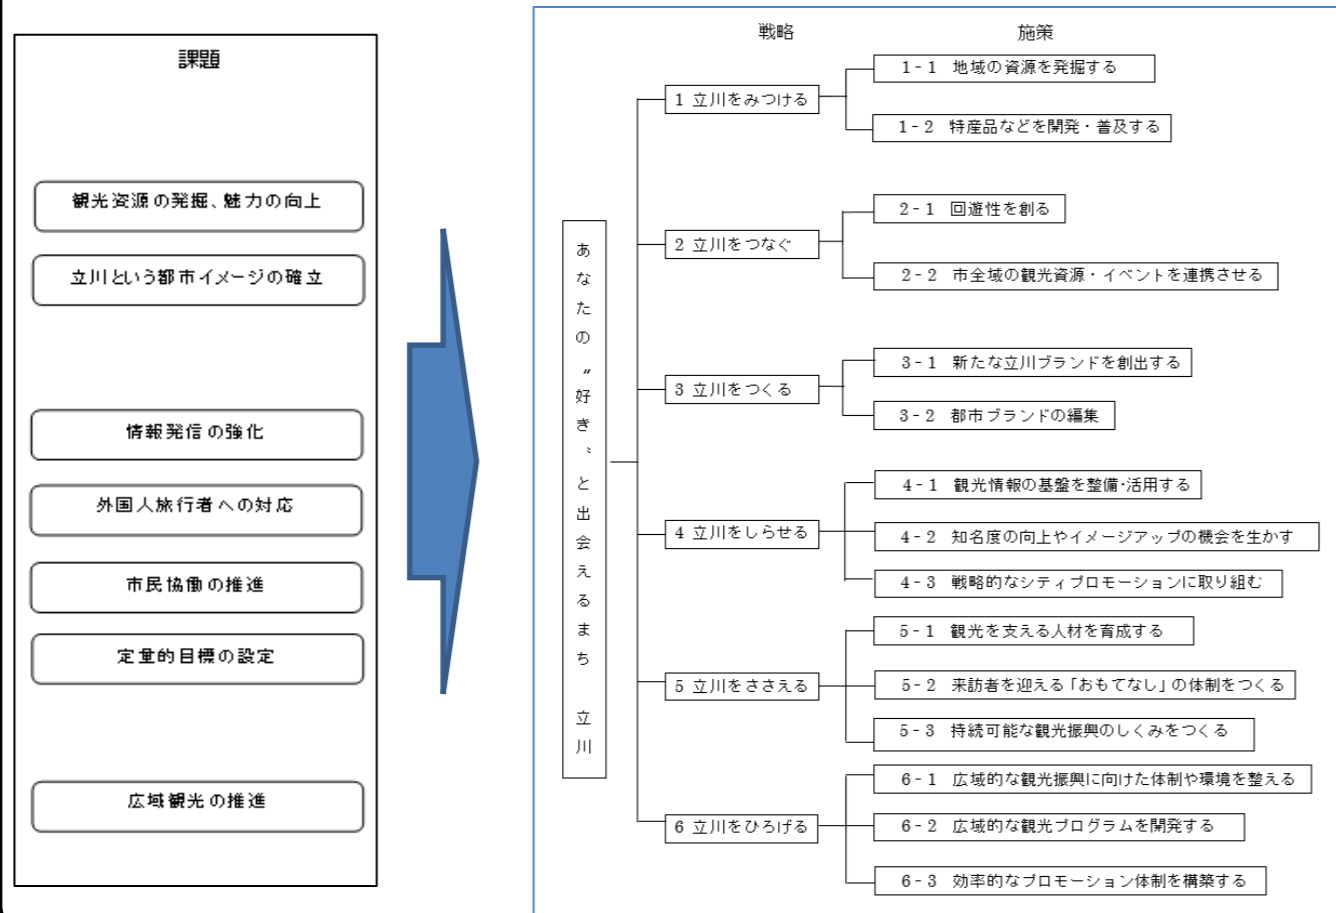 課題
観光資源の発掘、魅力の向上
立川という都市イメージの確立
情報発信の強化
外国人旅行者への対応
市民協働の推進
定量的目標の設定
広域観光の推進
戦略
施策
あなたの〝好き〟と出会えるまち 立川
1 立川をみつける
1-1 地域の資源を発掘する
1-2 特産品などを開発・普及する
2 立川をつなぐ
2-1 回遊性を創る
2-2 市全域の観光資源・イベントを連携させる
3 立川をつくる
3-1 新たな立川ブランドを創出する
3-2 都市ブランドの編集
4 立川をしらせる
4-1 観光情報の基盤を整備・活用する
4-2 知名度の向上やイメージアップの機会を生かす
4-3 戦略的なシティプロモーションに取り組む
5 立川をささえる
5-1 観光を支える人材を育成する
5-2 来訪者を迎える「おもてなし」の体制をつくる
5-3 持続可能な観光振興のしくみをつくる
6 立川をひろげる
6-1 広域的な観光振興に向けた体制や環境を整える
6-2 広域的な観光プログラムを開発する
6-3 効率的なプロモーション体制を構築する